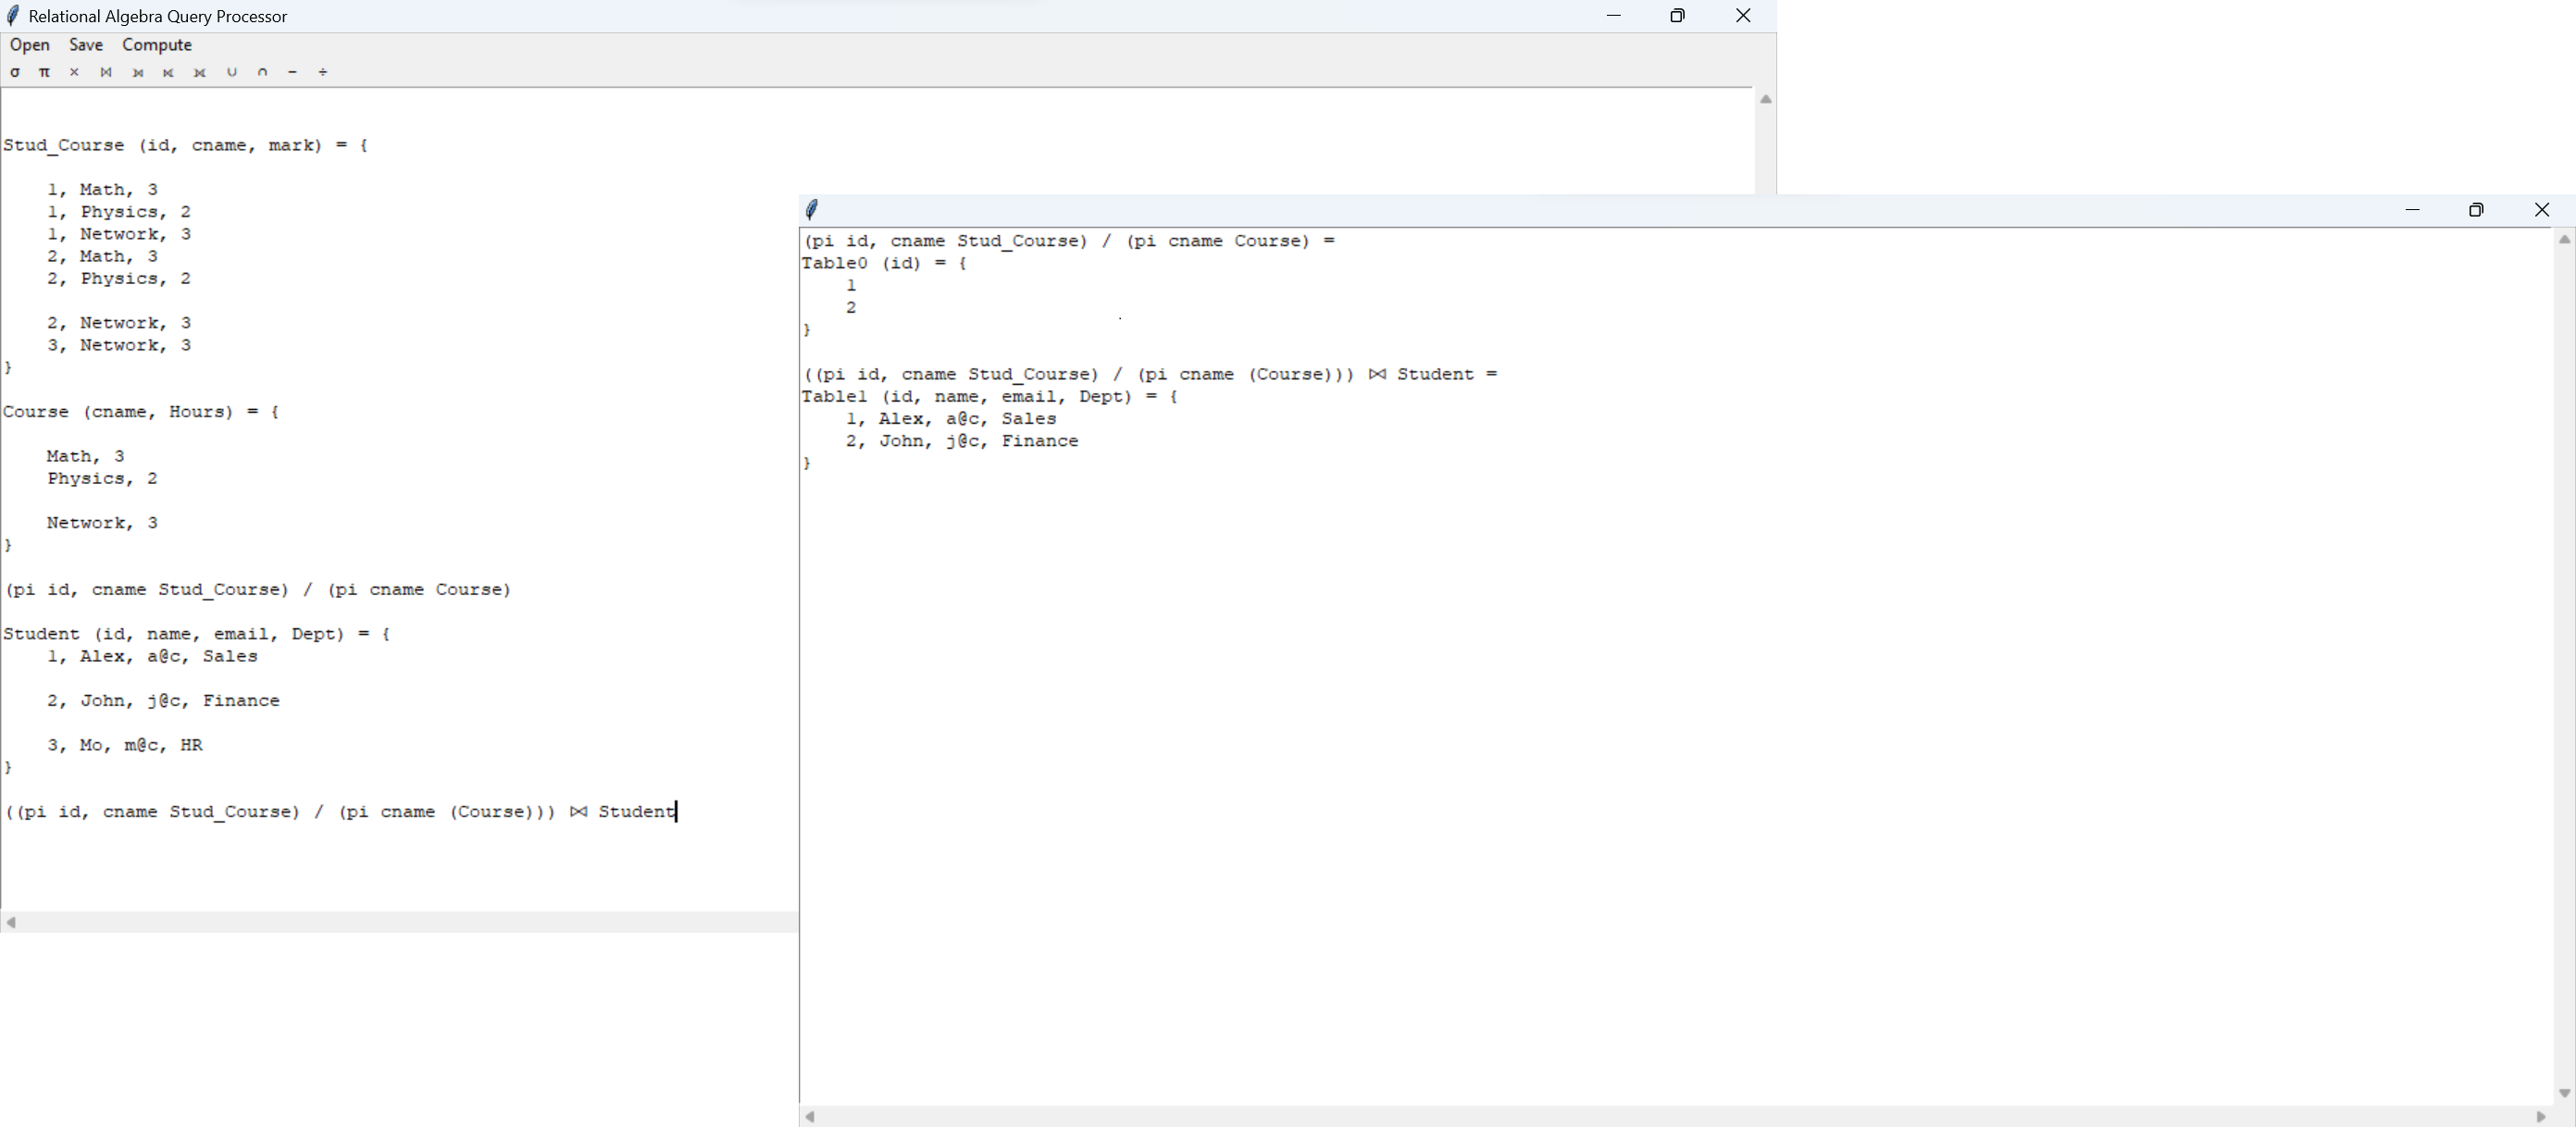 Relational Algebra Query Processor
Open Save Compute
σ π × ⋈ ⟕ ⟖ ⟗ ∪ ∩ - ÷
Stud_Course (id, cname, mark) = {
1, Math, 3
1, Physics, 2
1, Network, 3
2, Math, 3
2, Physics, 2
2, Network, 3
3, Network, 3
}
Course (cname, Hours) = {
Math, 3
Physics, 2
Network, 3
}
(pi id, cname Stud_Course) / (pi cname Course)
Student (id, name, email, Dept) = {
1, Alex, a@c, Sales
2, John, j@c, Finance
3, Mo, m@c, HR
}
((pi id, cname Stud_Course) / (pi cname (Course))) ⋈ Student
(pi id, cname Stud_Course) / (pi cname Course) =
Table0 (id) = {
1
2
}
((pi id, cname Stud_Course) / (pi cname (Course))) ⋈ Student =
Table1 (id, name, email, Dept) = {
1, Alex, a@c, Sales
2, John, j@c, Finance
}